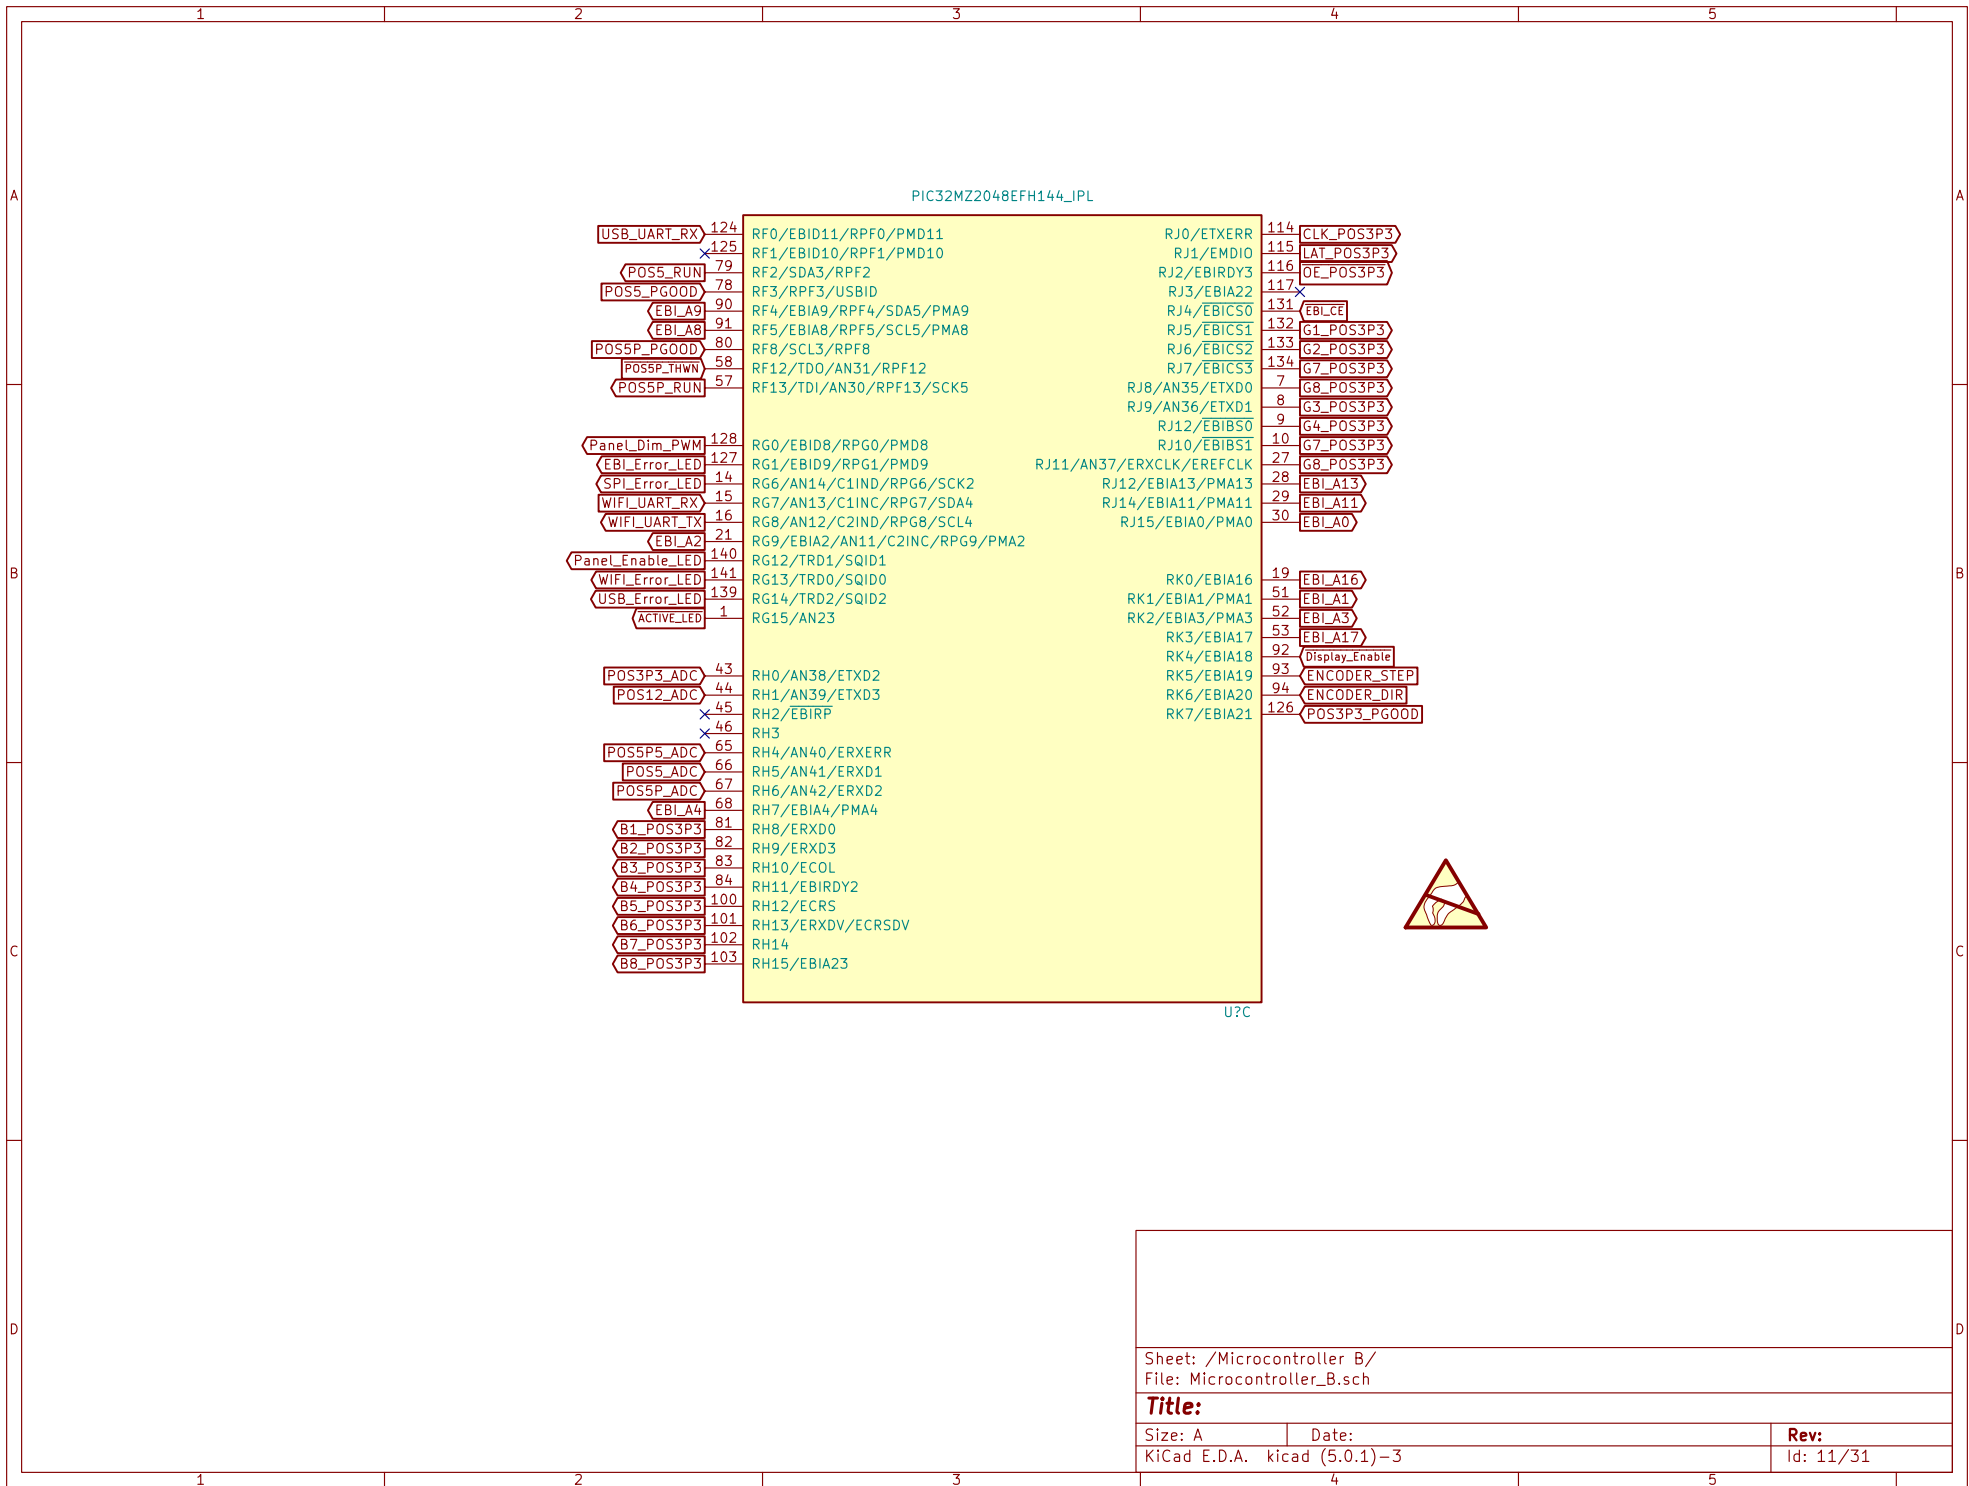 1 2 3 4 5
A A
B B
C C
D D
PIC32MZ2048EFH144_IPL
USB_UART_RX 124 RF0/EBID11/RPF0/PMD11
125 RF1/EBID10/RPF1/PMD10
POS5_RUN 79 RF2/SDA3/RPF2
POS5_PGOOD 78 RF3/RPF3/USBID
EBI_A9 90 RF4/EBIA9/RPF4/SDA5/PMA9
EBI_A8 91 RF5/EBIA8/RPF5/SCL5/PMA8
POS5P_PGOOD 80 RF8/SCL3/RPF8
POS5P_THWN 58 RF12/TDO/AN31/RPF12
POS5P_RUN 57 RF13/TDI/AN30/RPF13/SCK5
Panel_Dim_PWM 128 RG0/EBID8/RPG0/PMD8
EBI_Error_LED 127 RG1/EBID9/RPG1/PMD9
SPI_Error_LED 14 RG6/AN14/C1IND/RPG6/SCK2
WIFI_UART_RX 15 RG7/AN13/C1INC/RPG7/SDA4
WIFI_UART_TX 16 RG8/AN12/C2IND/RPG8/SCL4
EBI_A2 21 RG9/EBIA2/AN11/C2INC/RPG9/PMA2
Panel_Enable_LED 140 RG12/TRD1/SQID1
WIFI_Error_LED 141 RG13/TRD0/SQID0
USB_Error_LED 139 RG14/TRD2/SQID2
ACTIVE_LED 1 RG15/AN23
POS3P3_ADC 43 RH0/AN38/ETXD2
POS12_ADC 44 RH1/AN39/ETXD3
45 RH2/EBIRP
46 RH3
POS5P5_ADC 65 RH4/AN40/ERXERR
POS5_ADC 66 RH5/AN41/ERXD1
POS5P_ADC 67 RH6/AN42/ERXD2
EBI_A4 68 RH7/EBIA4/PMA4
B1_POS3P3 81 RH8/ERXD0
B2_POS3P3 82 RH9/ERXD3
B3_POS3P3 83 RH10/ECOL
B4_POS3P3 84 RH11/EBIRDY2
B5_POS3P3 100 RH12/ECRS
B6_POS3P3 101 RH13/ERXDV/ECRSDV
B7_POS3P3 102 RH14
B8_POS3P3 103 RH15/EBIA23
RJ0/ETXERR 114 CLK_POS3P3
RJ1/EMDIO 115 LAT_POS3P3
RJ2/EBIRDY3 116 OE_POS3P3
RJ3/EBIA22 117
RJ4/EBICS0 131 EBI_CE
RJ5/EBICS1 132 G1_POS3P3
RJ6/EBICS2 133 G2_POS3P3
RJ7/EBICS3 134 G7_POS3P3
RJ8/AN35/ETXD0 7 G8_POS3P3
RJ9/AN36/ETXD1 8 G3_POS3P3
RJ12/EBIBS0 9 G4_POS3P3
RJ10/EBIBS1 10 G7_POS3P3
RJ11/AN37/ERXCLK/EREFCLK 27 G8_POS3P3
RJ12/EBIA13/PMA13 28 EBI_A13
RJ14/EBIA11/PMA11 29 EBI_A11
RJ15/EBIA0/PMA0 30 EBI_A0
RK0/EBIA16 19 EBI_A16
RK1/EBIA1/PMA1 51 EBI_A1
RK2/EBIA3/PMA3 52 EBI_A3
RK3/EBIA17 53 EBI_A17
RK4/EBIA18 92 Display_Enable
RK5/EBIA19 93 ENCODER_STEP
RK6/EBIA20 94 ENCODER_DIR
RK7/EBIA21 126 POS3P3_PGOOD
U?C
Sheet: /Microcontroller B/
File: Microcontroller_B.sch
Title:
Size: A Date: Rev:
KiCad E.D.A. kicad (5.0.1)-3 Id: 11/31
1 2 3 4 5